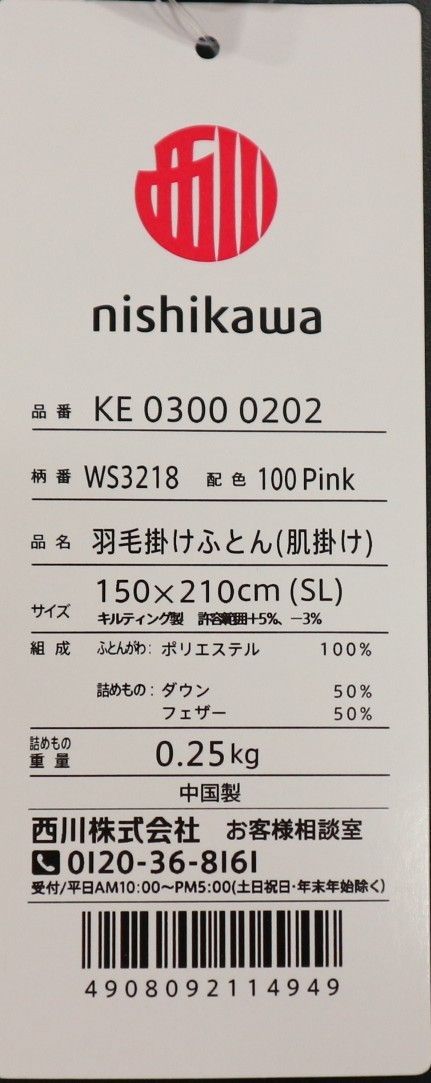 西川
nishikawa
品番 KE 0300 0202
柄番 WS3218 配色 100 Pink
品名 羽毛掛けふとん(肌掛け)
サイズ 150×210cm (SL)
キルティング製 許容範囲+5%、-3%
組成 ふとんがわ: ポリエステル 100%
詰めもの: ダウン 50%
フェザー 50%
詰めもの重量 0.25kg
中国製
西川株式会社 お客様相談室
0120-36-8161
受付/平日AM10:00〜PM5:00(土日祝日・年末年始除く)
4908092114949